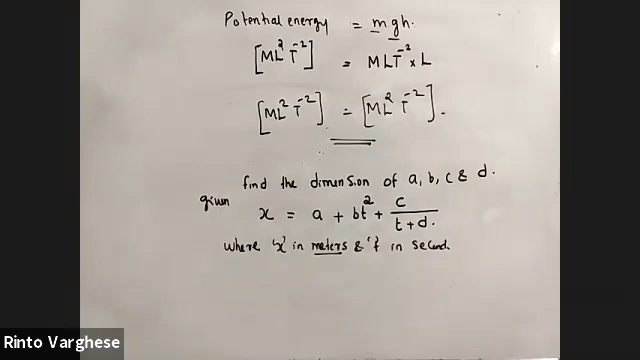 Potential energy = mgh.
[ML²T⁻²] = MLT⁻² × L
[ML²T⁻²] = [ML²T⁻²].
find the dimension of a, b, c & d.
given x = a + bt² + c/(t+d).
where 'x' in meters & 't' in second.
Rinto Varghese